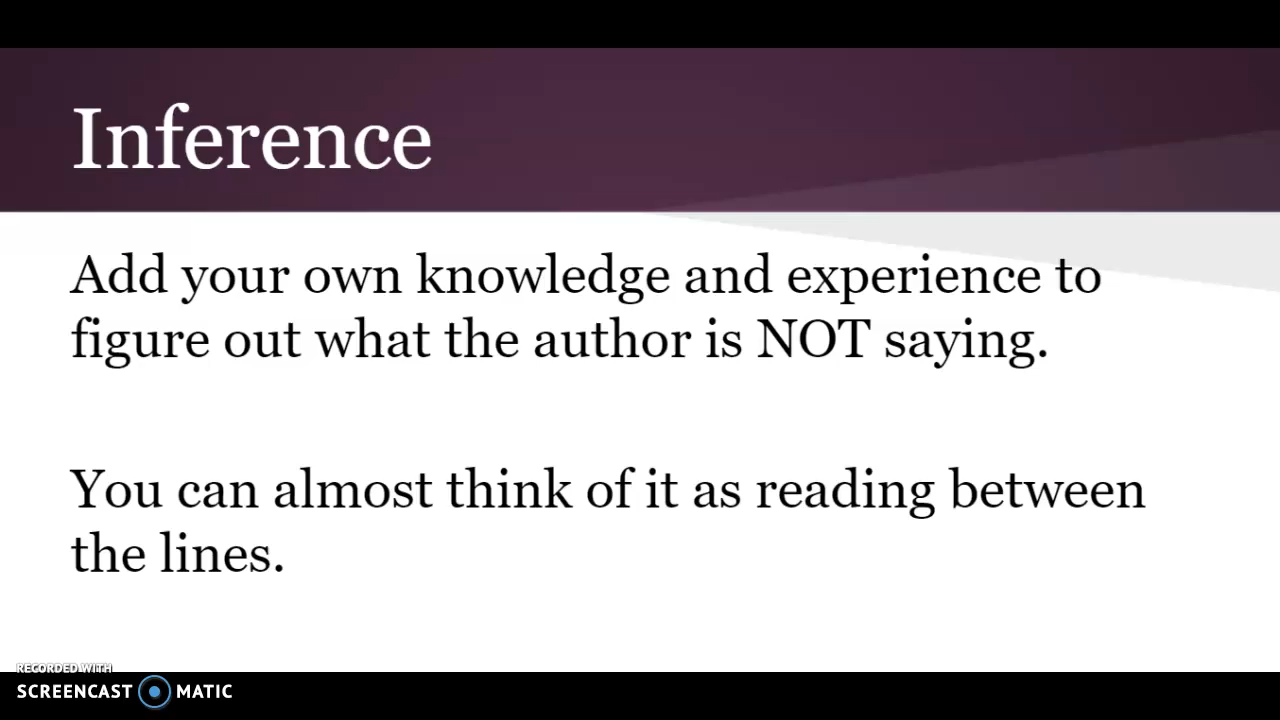 Inference
Add your own knowledge and experience to
figure out what the author is NOT saying.
You can almost think of it as reading between
the lines.
RECORDED WITH
SCREENCAST MATIC